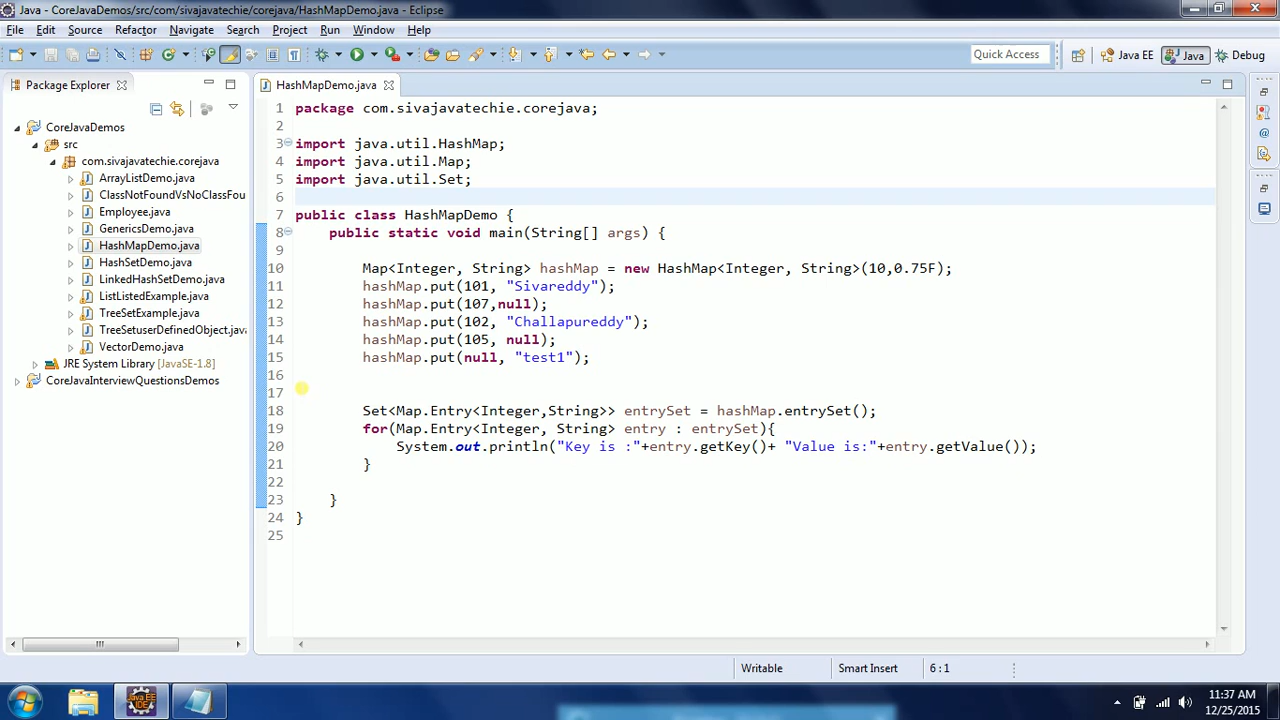 Java - CoreJavaDemos/src/com/sivajavatechie/corejava/HashMapDemo.java - Eclipse
File Edit Source Refactor Navigate Search Project Run Window Help
Quick Access Java EE Java Debug
Package Explorer
CoreJavaDemos
src
com.sivajavatechie.corejava
ArrayListDemo.java
ClassNotFoundVsNoClassFou
Employee.java
GenericsDemo.java
HashMapDemo.java
HashSetDemo.java
LinkedHashSetDemo.java
ListListedExample.java
TreeSetExample.java
TreeSetuserDefinedObject.java
VectorDemo.java
JRE System Library [JavaSE-1.8]
CoreJavaInterviewQuestionsDemos
HashMapDemo.java
1 package com.sivajavatechie.corejava;
2
3 import java.util.HashMap;
4 import java.util.Map;
5 import java.util.Set;
6
7 public class HashMapDemo {
8 public static void main(String[] args) {
9
10 Map<Integer, String> hashMap = new HashMap<Integer, String>(10,0.75F);
11 hashMap.put(101, "Sivareddy");
12 hashMap.put(107,null);
13 hashMap.put(102, "Challapureddy");
14 hashMap.put(105, null);
15 hashMap.put(null, "test1");
16
17
18 Set<Map.Entry<Integer,String>> entrySet = hashMap.entrySet();
19 for(Map.Entry<Integer, String> entry : entrySet){
20 System.out.println("Key is :"+entry.getKey()+ "Value is:"+entry.getValue());
21 }
22
23 }
24 }
25
Writable Smart Insert 6 : 1
Java EE
IDE
11:37 AM
12/25/2015